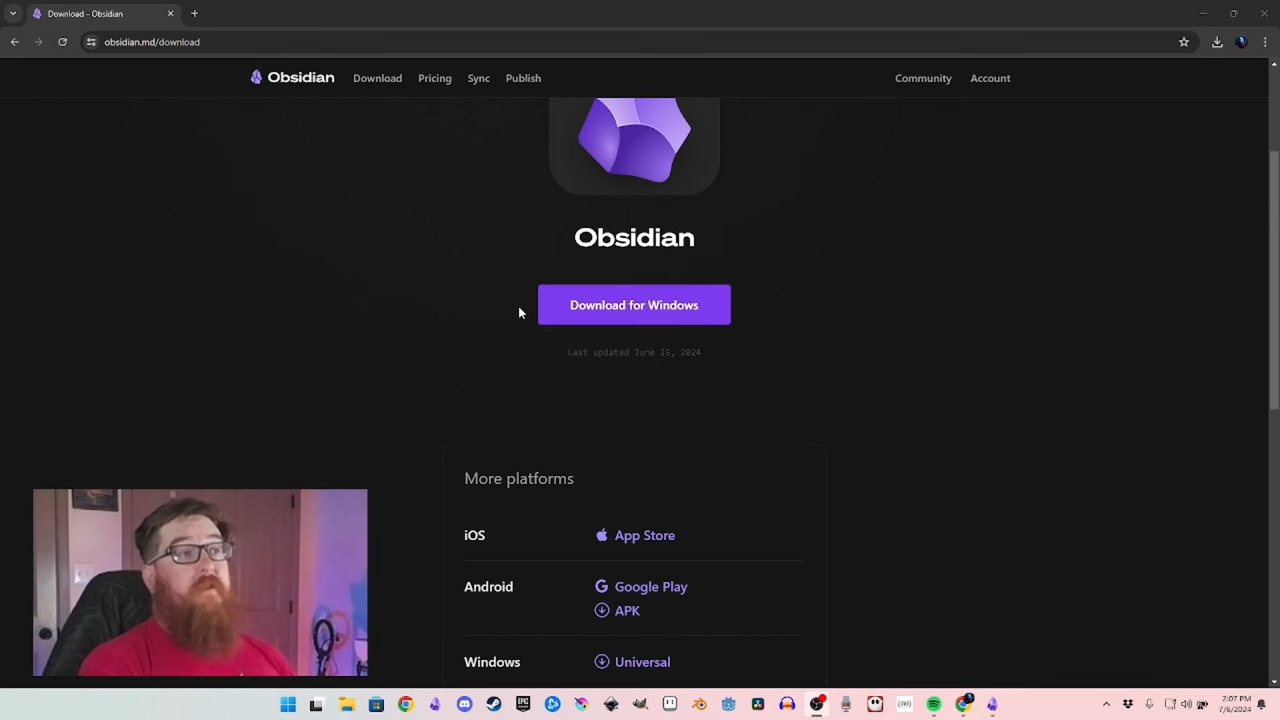 Download - Obsidian
obsidian.md/download
Obsidian
Download
Pricing
Sync
Publish
Community
Account
Obsidian
Download for Windows
Last updated June 25, 2024
More platforms
iOS
App Store
Android
Google Play
APK
Windows
Universal
EPIC
2:07 PM
7/6/2024